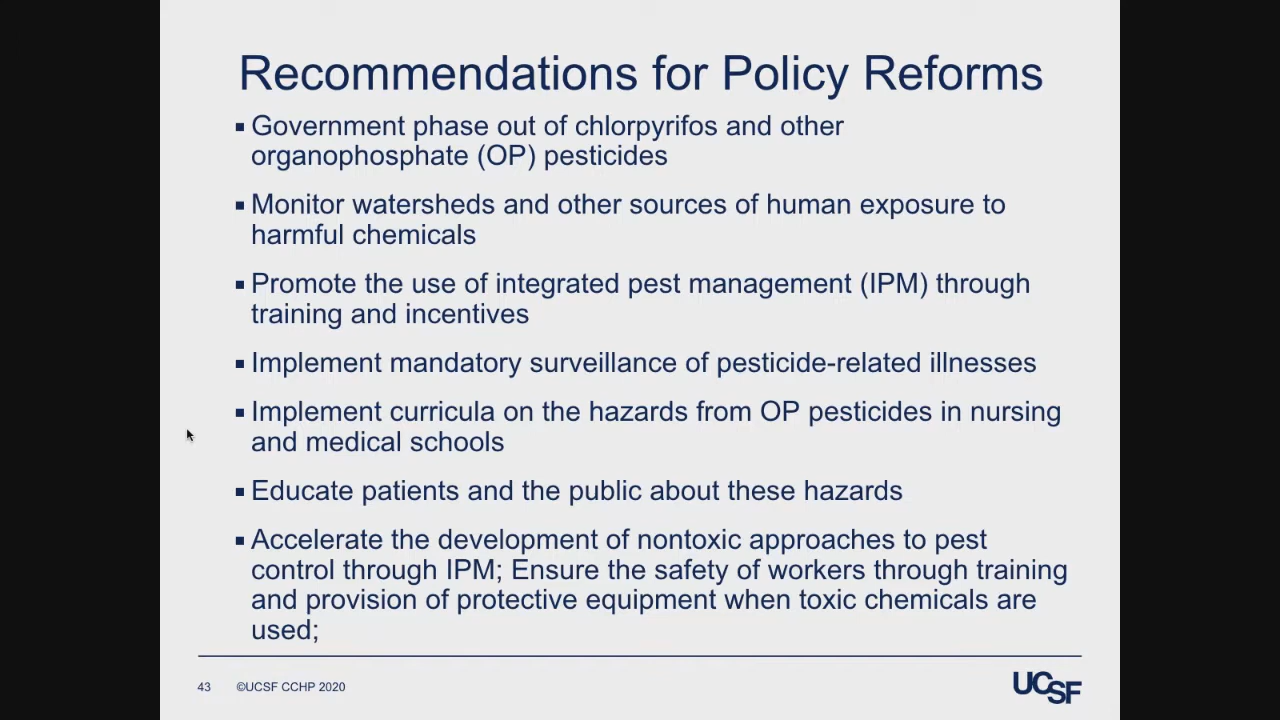 Recommendations for Policy Reforms
▪ Government phase out of chlorpyrifos and other
organophosphate (OP) pesticides
▪ Monitor watersheds and other sources of human exposure to
harmful chemicals
▪ Promote the use of integrated pest management (IPM) through
training and incentives
▪ Implement mandatory surveillance of pesticide-related illnesses
▪ Implement curricula on the hazards from OP pesticides in nursing
and medical schools
▪ Educate patients and the public about these hazards
▪ Accelerate the development of nontoxic approaches to pest
control through IPM; Ensure the safety of workers through training
and provision of protective equipment when toxic chemicals are
used;
43 ©UCSF CCHP 2020
UCSF